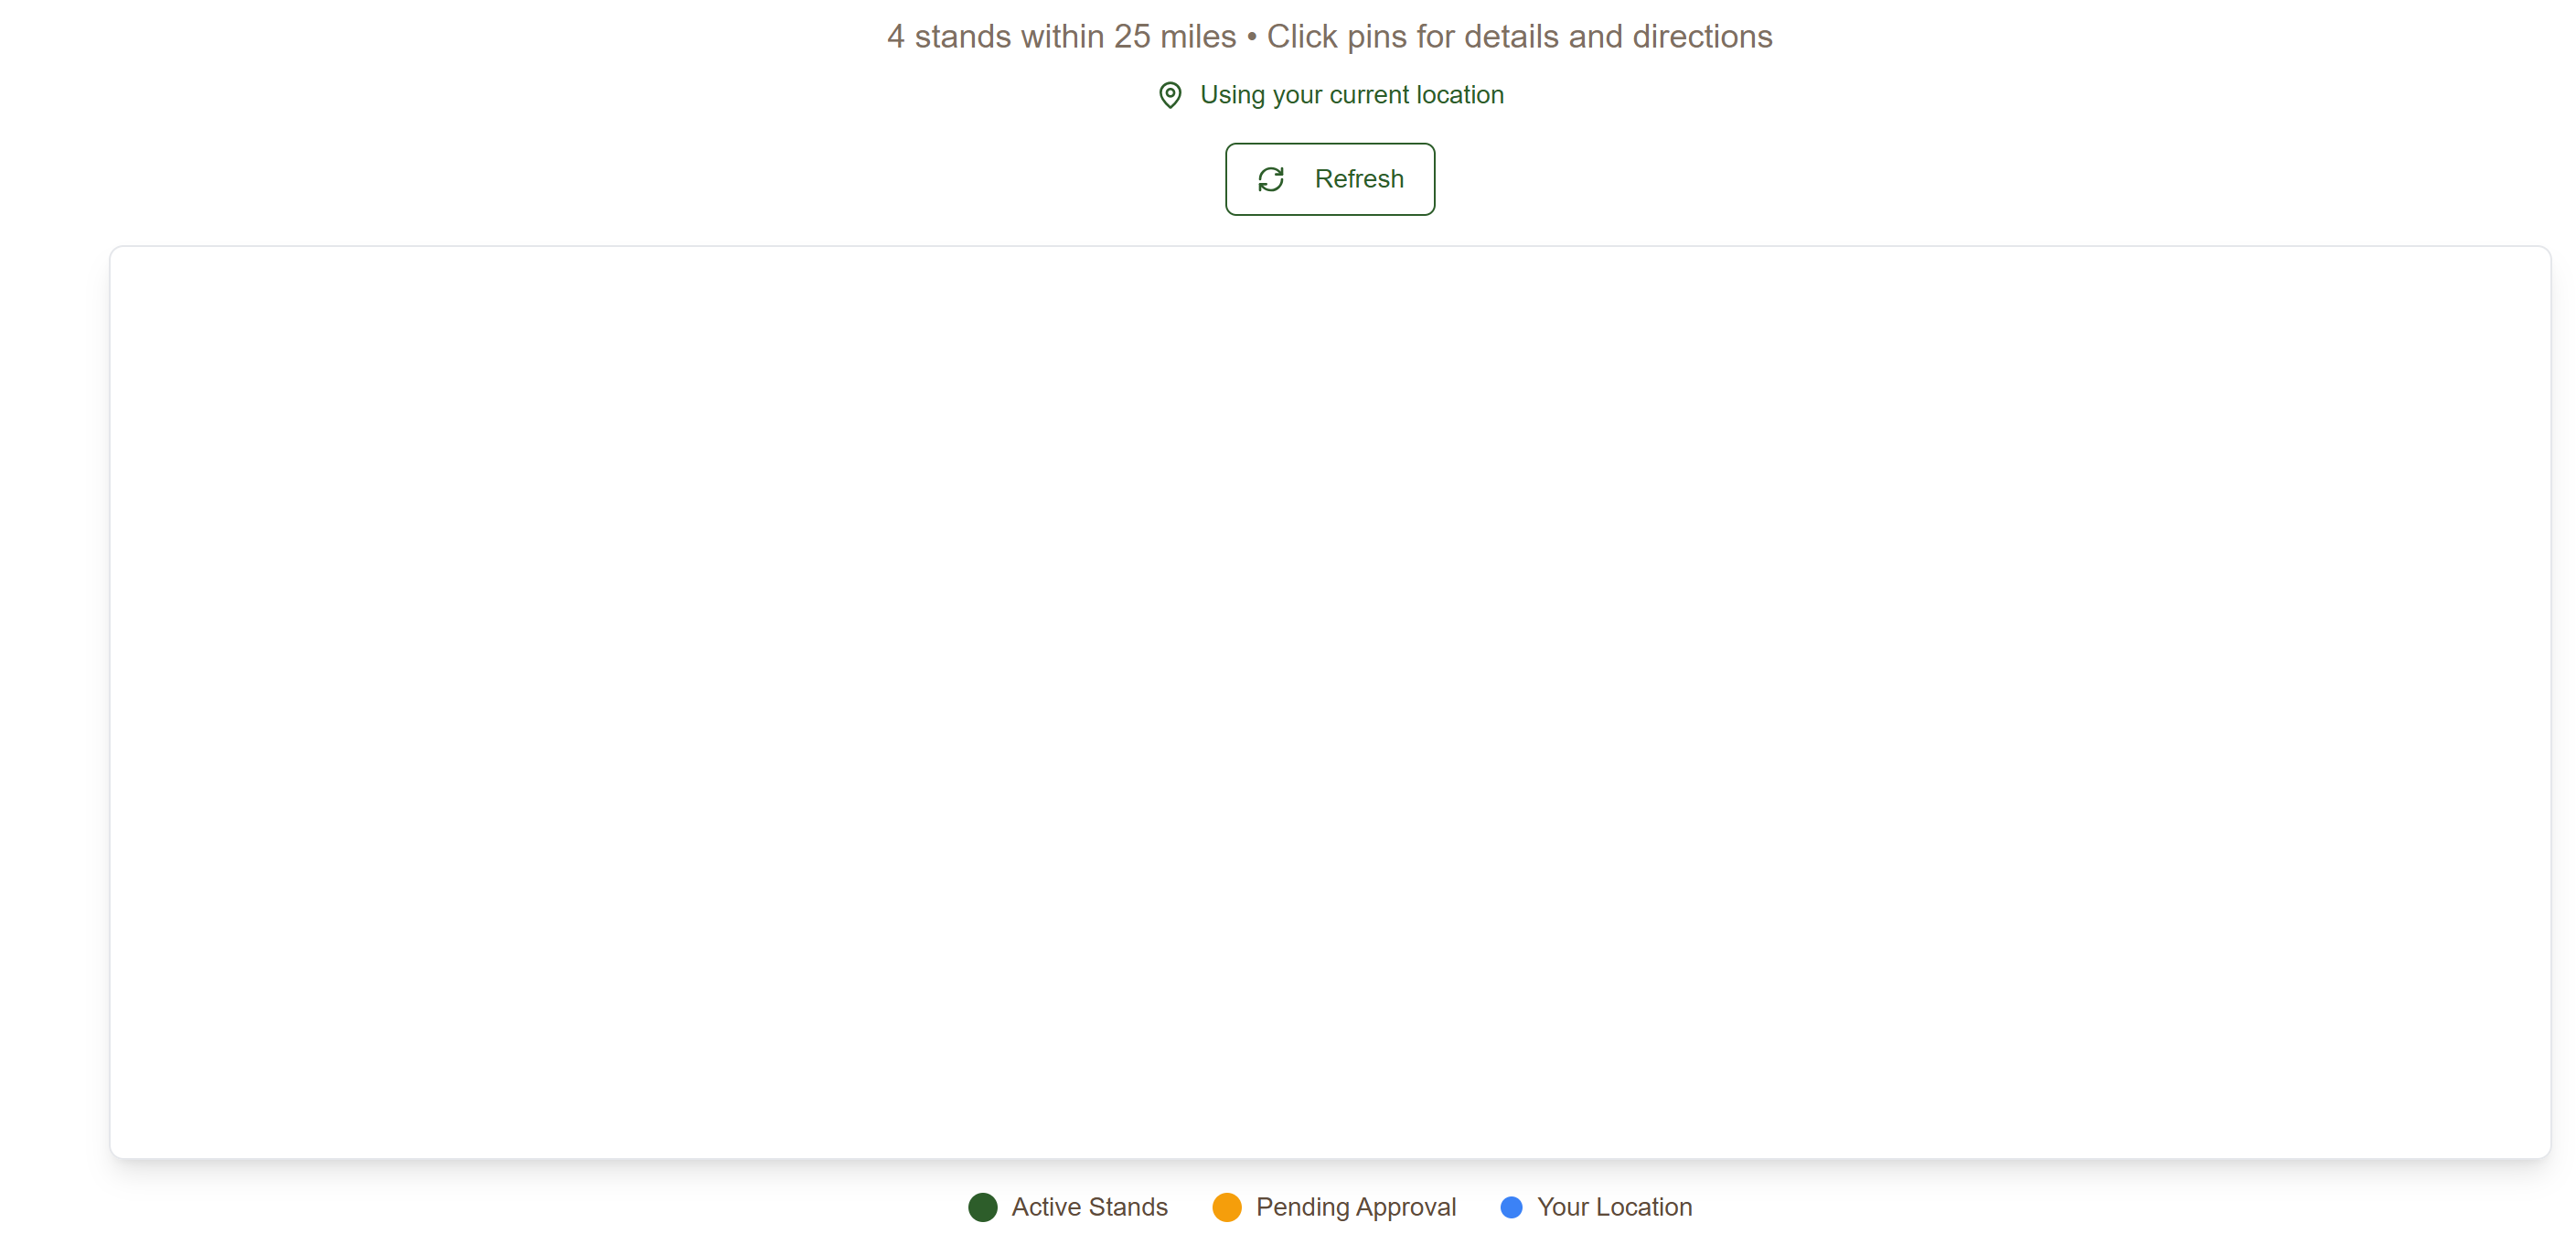 4 stands within 25 miles • Click pins for details and directions
Using your current location
Refresh
Active Stands Pending Approval Your Location